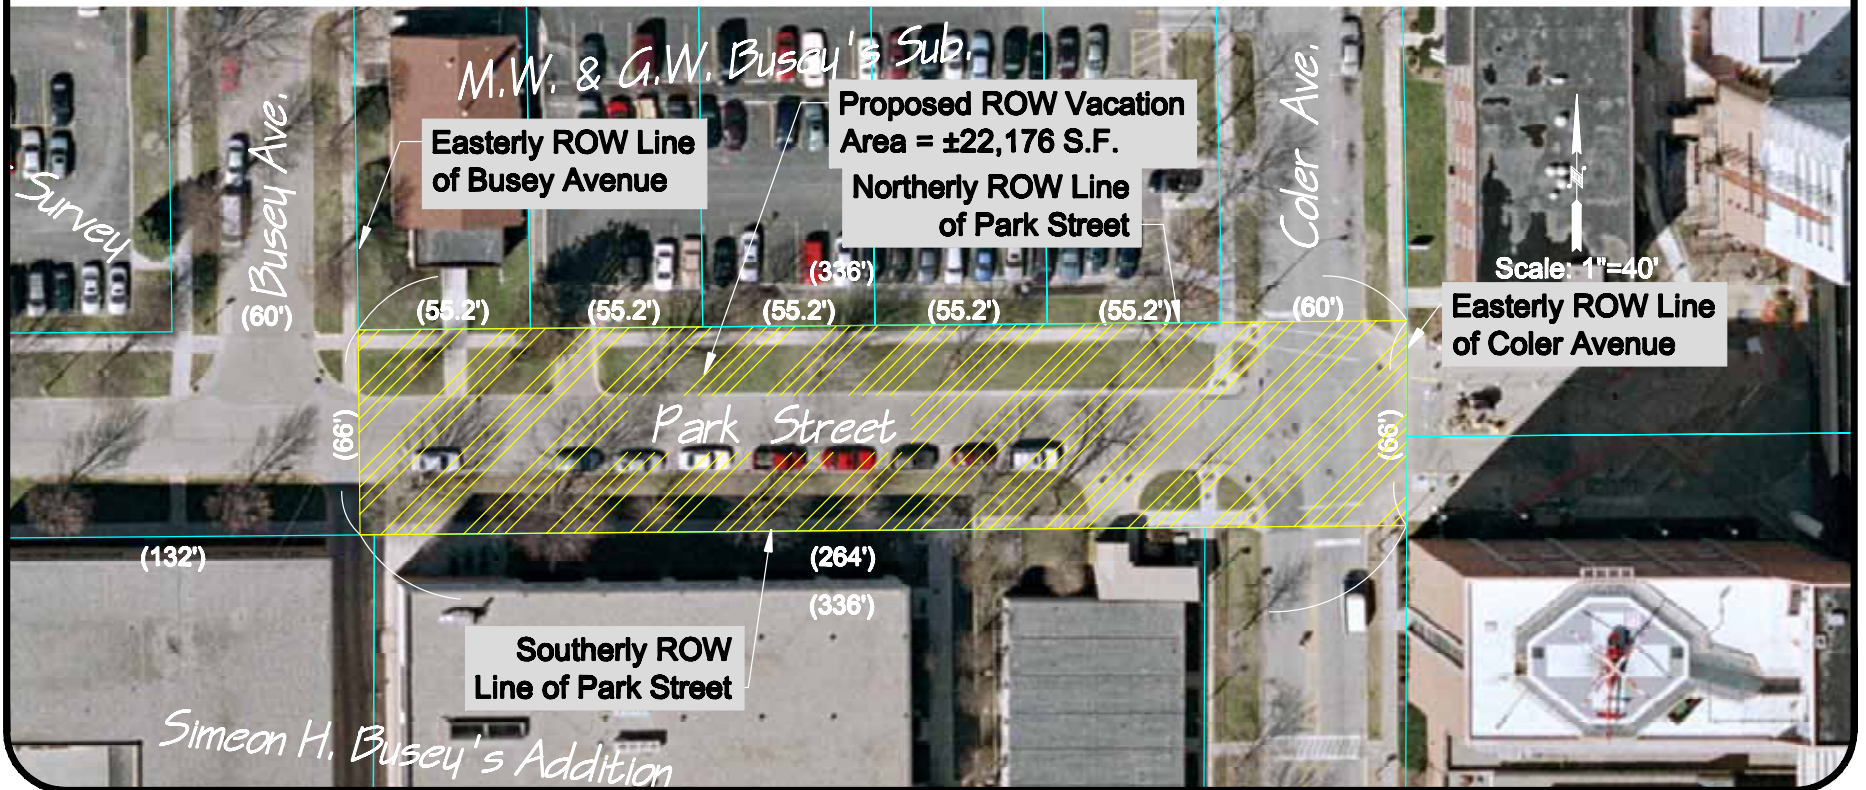 M.W. & G.W. Busey's Sub.
Proposed ROW Vacation
Area = ±22,176 S.F.
Easterly ROW Line
of Busey Avenue
Northerly ROW Line
of Park Street
Busey Ave.
Coler Ave.
Survey
Scale: 1"=40'
Easterly ROW Line
of Coler Avenue
(336')
(60')
(55.2')
(55.2')
(55.2')
(55.2')
(55.2')
(60')
(66')
Park Street
(66')
(132')
(264')
(336')
Southerly ROW
Line of Park Street
Simeon H. Busey's Addition